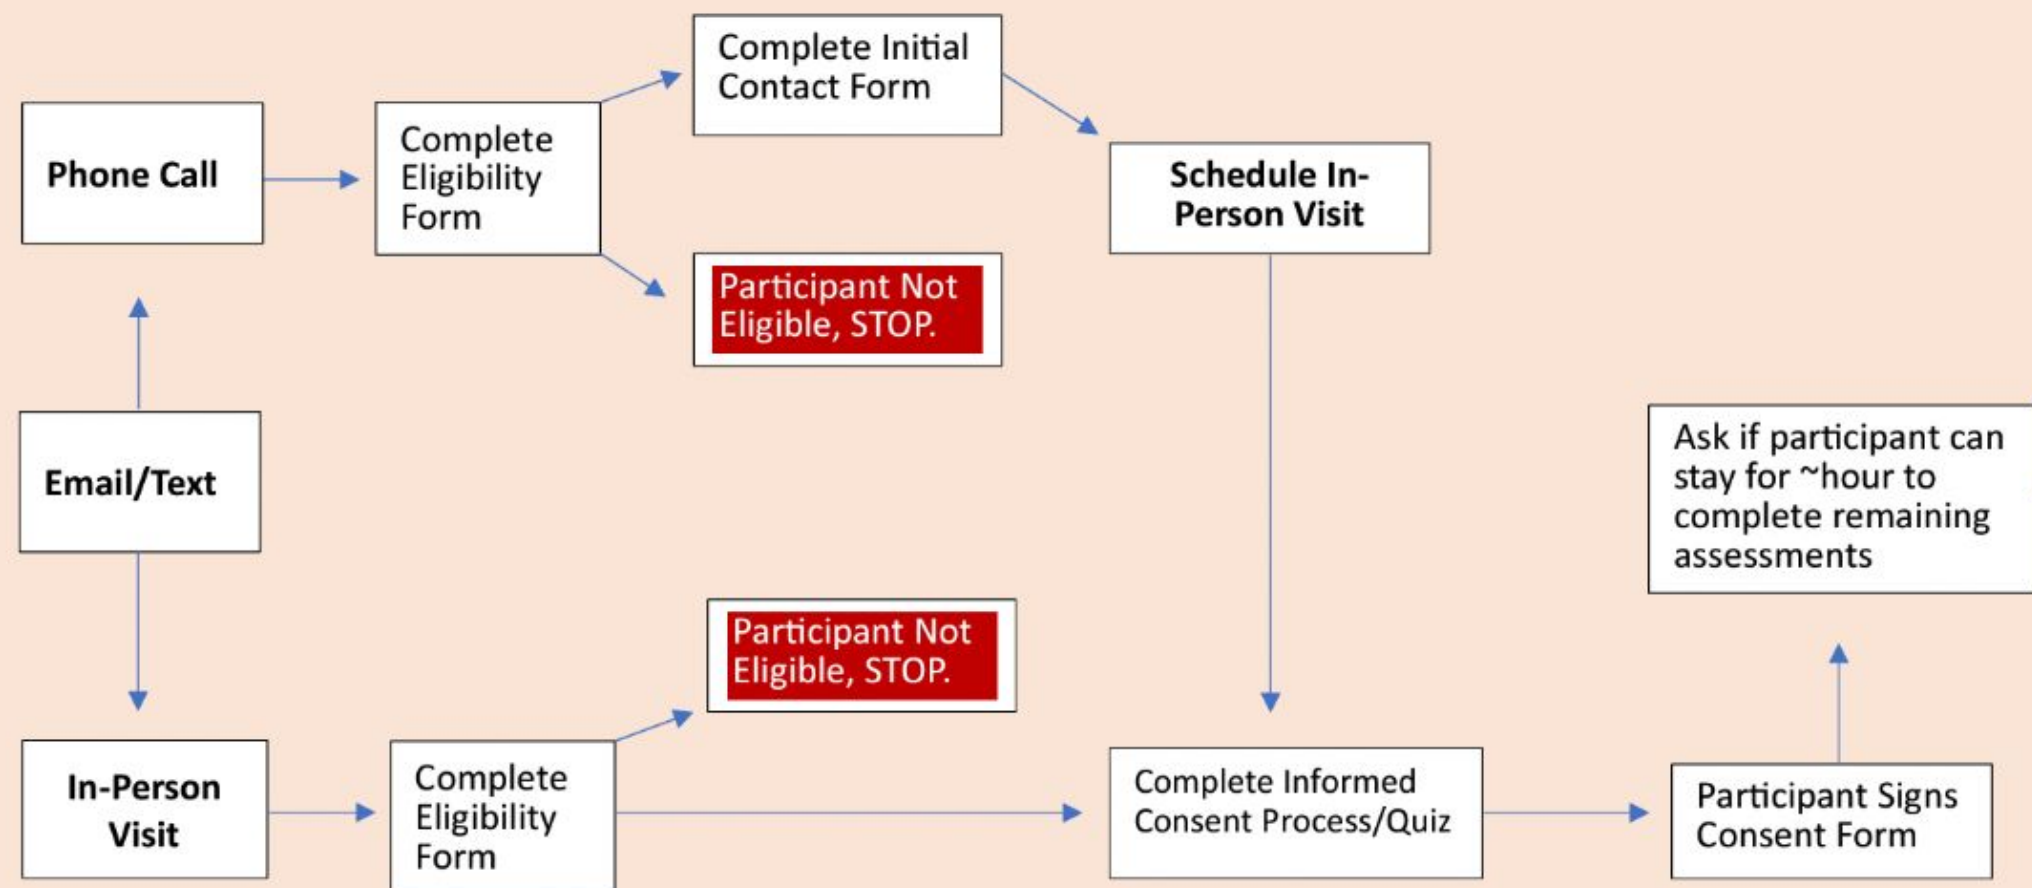 Complete Initial
Contact Form
Phone Call
Complete
Eligibility
Form
Schedule In-
Person Visit
Participant Not
Eligible, STOP.
Email/Text
Ask if participant can
stay for ~hour to
complete remaining
assessments
Participant Not
Eligible, STOP.
In-Person
Visit
Complete
Eligibility
Form
Complete Informed
Consent Process/Quiz
Participant Signs
Consent Form